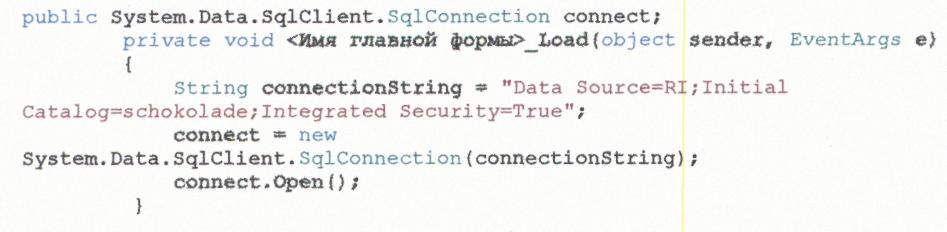 public System.Data.SqlClient.SqlConnection connect;
private void <Имя главной формы>_Load(object sender, EventArgs e)
{
String connectionString = "Data Source=RI;Initial
Catalog=schokolade;Integrated Security=True";
connect = new
System.Data.SqlClient.SqlConnection(connectionString);
connect.Open();
}